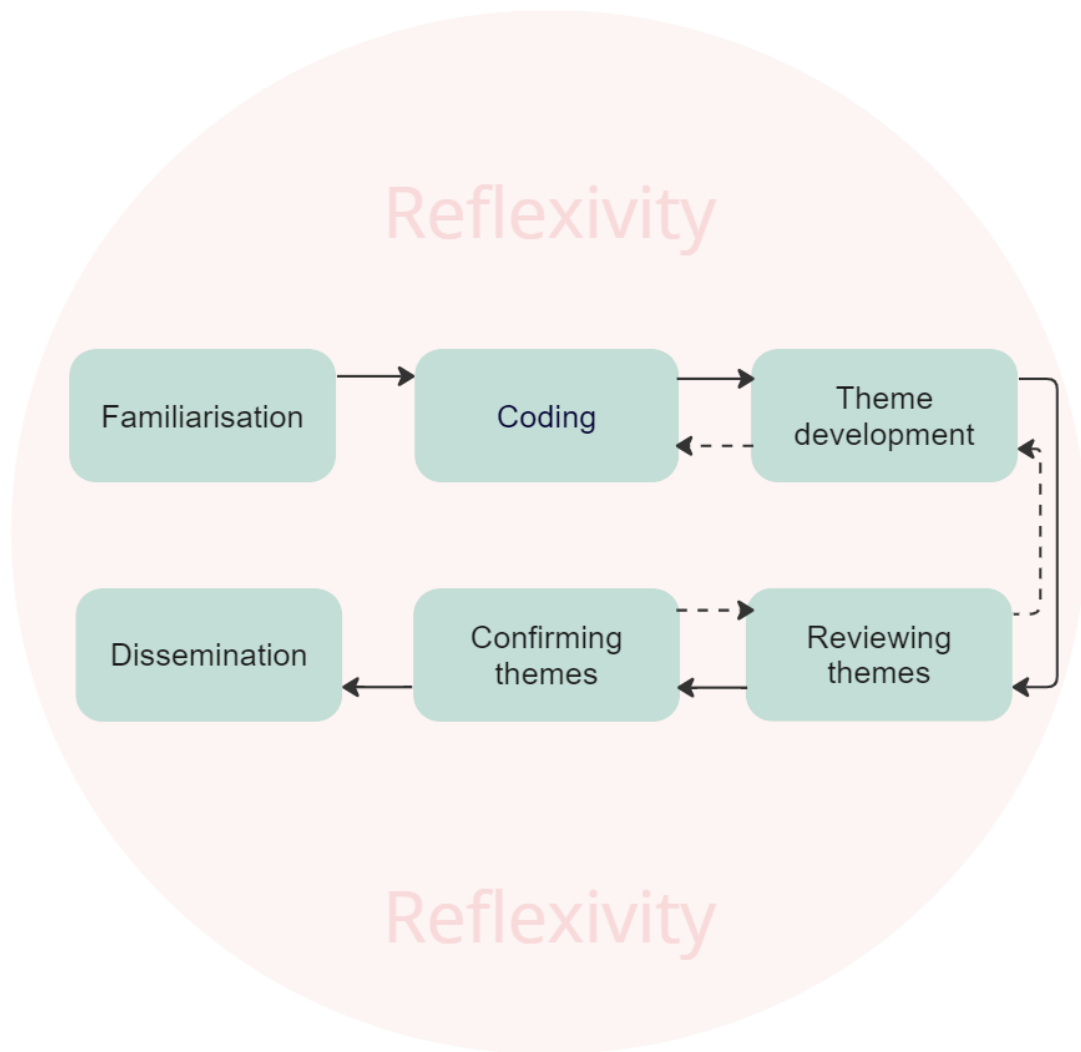 Reflexivity
Familiarisation
Coding
Theme
development
Dissemination
Confirming
themes
Reviewing
themes
Reflexivity